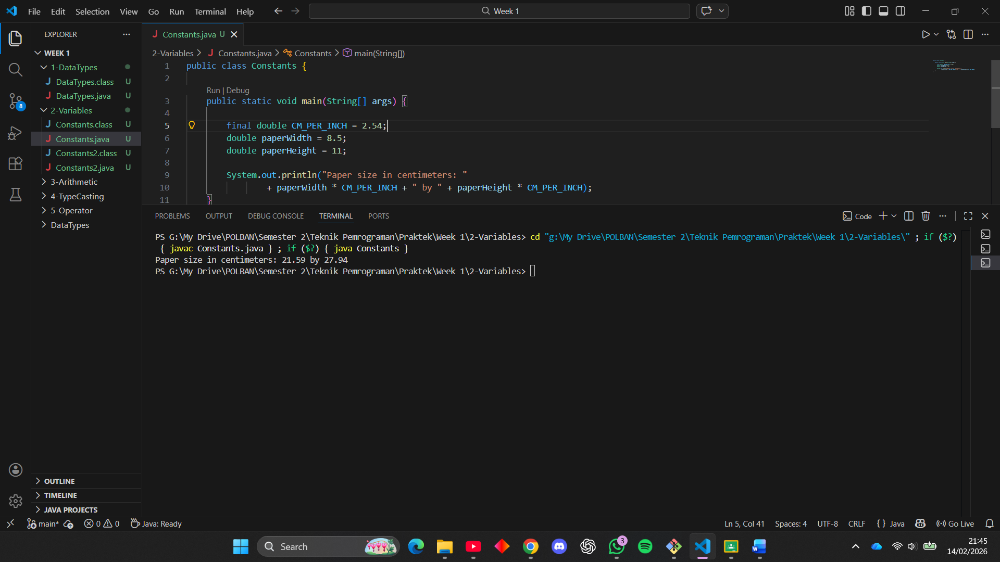 File Edit Selection View Go Run Terminal Help
Week 1
EXPLORER
WEEK 1
1-DataTypes
DataTypes.class U
DataTypes.java U
2-Variables
Constants.class U
Constants.java U
Constants2.class U
Constants2.java U
3-Arithmetic
4-TypeCasting
5-Operator
DataTypes
8
OUTLINE
TIMELINE
JAVA PROJECTS
Constants.java U
2-Variables > Constants.java > Constants > main(String[])
1 public class Constants {
2
Run | Debug
3 public static void main(String[] args) {
4
5 final double CM_PER_INCH = 2.54;
6 double paperWidth = 8.5;
7 double paperHeight = 11;
8
9 System.out.println("Paper size in centimeters: "
10 + paperWidth * CM_PER_INCH + " by " + paperHeight * CM_PER_INCH);
11 }
PROBLEMS OUTPUT DEBUG CONSOLE TERMINAL PORTS
Code
PS G:\My Drive\POLBAN\Semester 2\Teknik Pemrograman\Praktek\Week 1\2-Variables> cd "g:\My Drive\POLBAN\Semester 2\Teknik Pemrograman\Praktek\Week 1\2-Variables\" ; if ($?)
{ javac Constants.java } ; if ($?) { java Constants }
Paper size in centimeters: 21.59 by 27.94
PS G:\My Drive\POLBAN\Semester 2\Teknik Pemrograman\Praktek\Week 1\2-Variables>
main* 0 0 Java: Ready
Ln 5, Col 41 Spaces: 4 UTF-8 CRLF { } Java Go Live
Search
3
W
21:45
14/02/2026